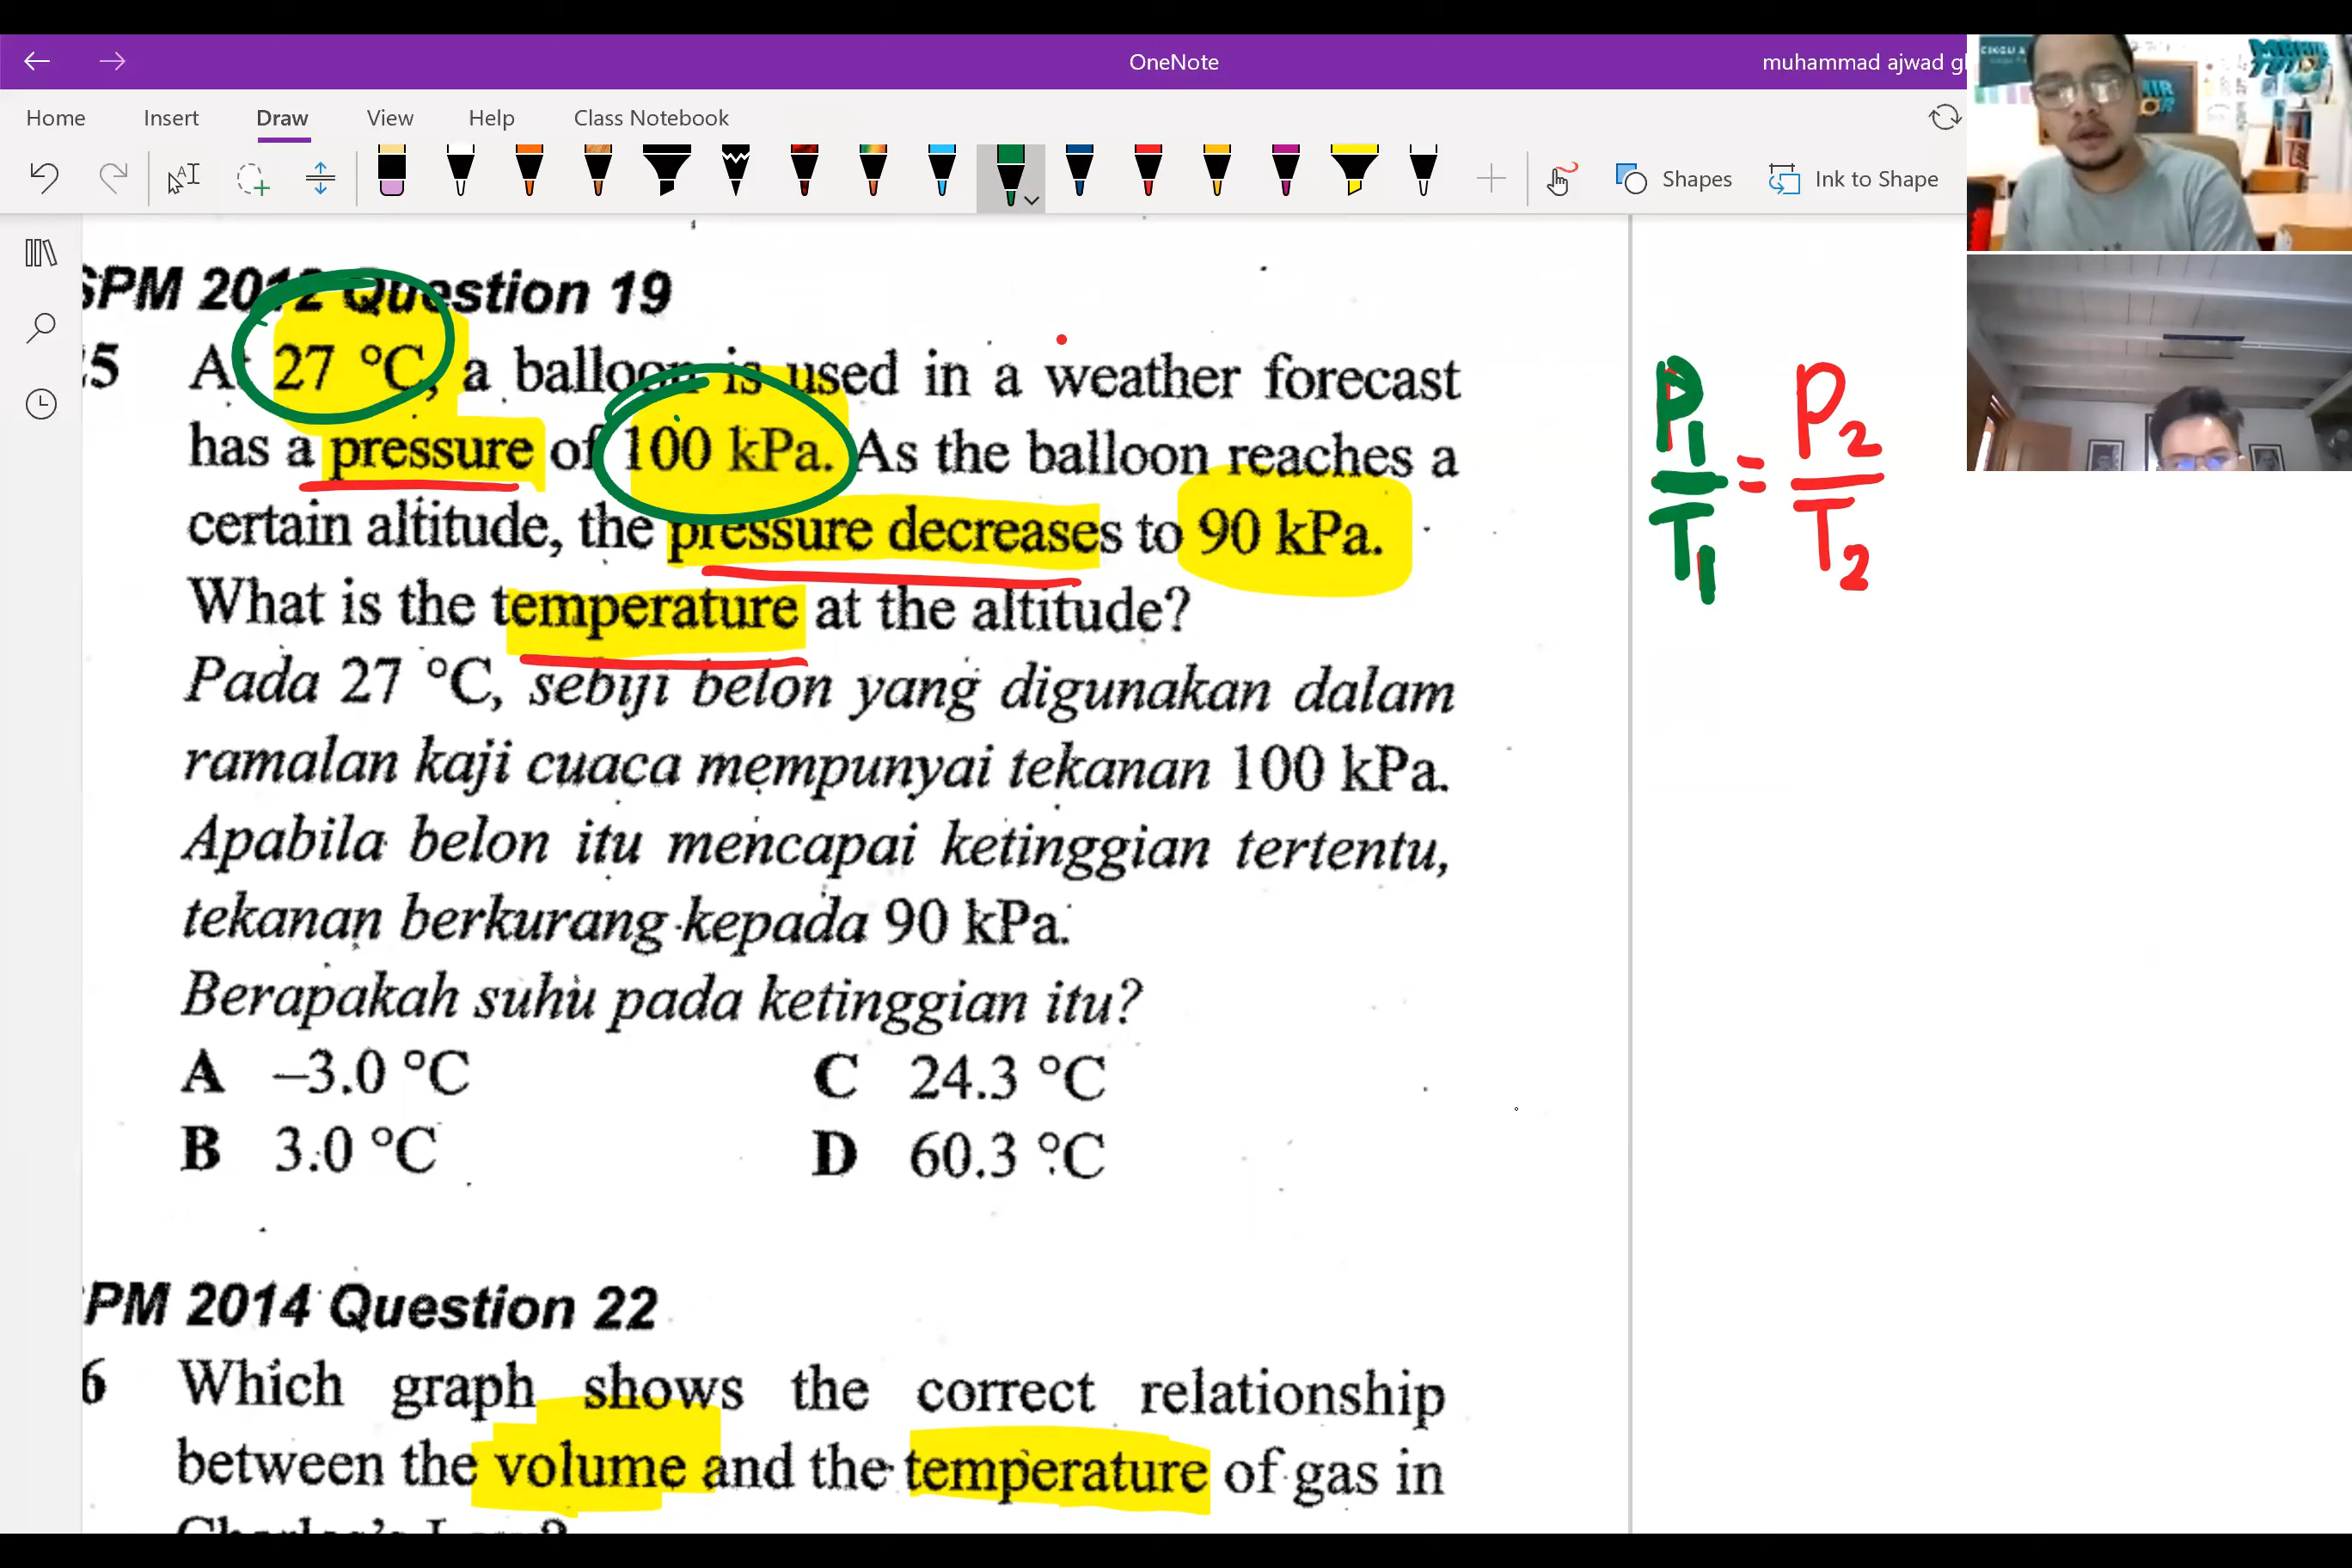 OneNote
muhammad ajwad g
Home Insert Draw View Help Class Notebook
Shapes Ink to Shape
SPM 2012 Question 19
25 At 27 °C, a balloon is used in a weather forecast
has a pressure of 100 kPa. As the balloon reaches a
certain altitude, the pressure decreases to 90 kPa.
What is the temperature at the altitude?
Pada 27 °C, sebiji belon yang digunakan dalam
ramalan kaji cuaca mempunyai tekanan 100 kPa.
Apabila belon itu mencapai ketinggian tertentu,
tekanan berkurang kepada 90 kPa.
Berapakah suhu pada ketinggian itu?
A –3.0 °C C 24.3 °C
B 3.0 °C D 60.3 °C
P1 = P2
T1 T2
PM 2014 Question 22
6 Which graph shows the correct relationship
between the volume and the temperature of gas in
Charles's Law?